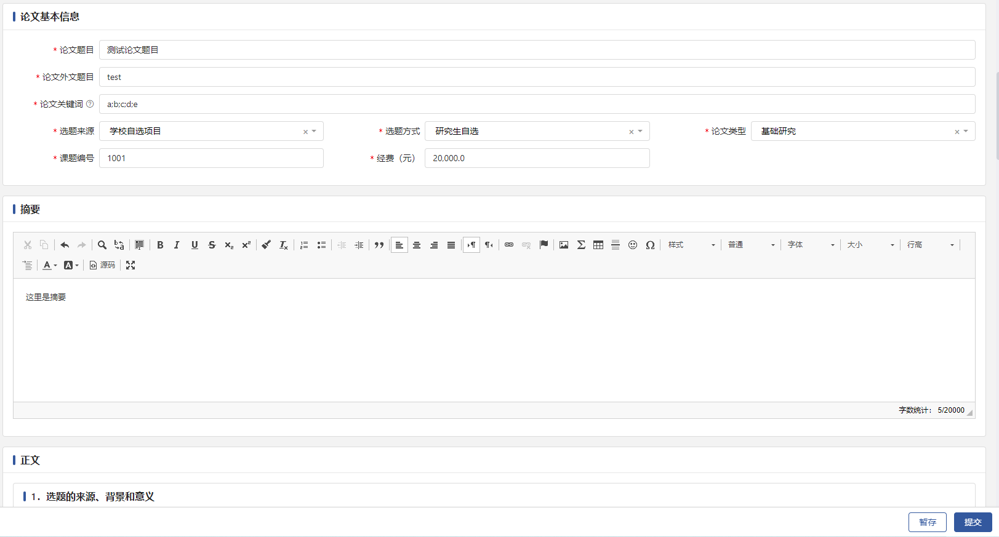 论文基本信息
* 论文题目 测试论文题目
* 论文外文题目 test
* 论文关键词 a;b;c;d;e
* 选题来源 学校自选项目 × * 选题方式 研究生自选 × * 论文类型 基础研究 ×
* 课题编号 1001 * 经费（元） 20,000.0
摘要
样式 普通 字体 大小 行高
源码
这里是摘要
字数统计： 5/20000
正文
1. 选题的来源、背景和意义
暂存 提交